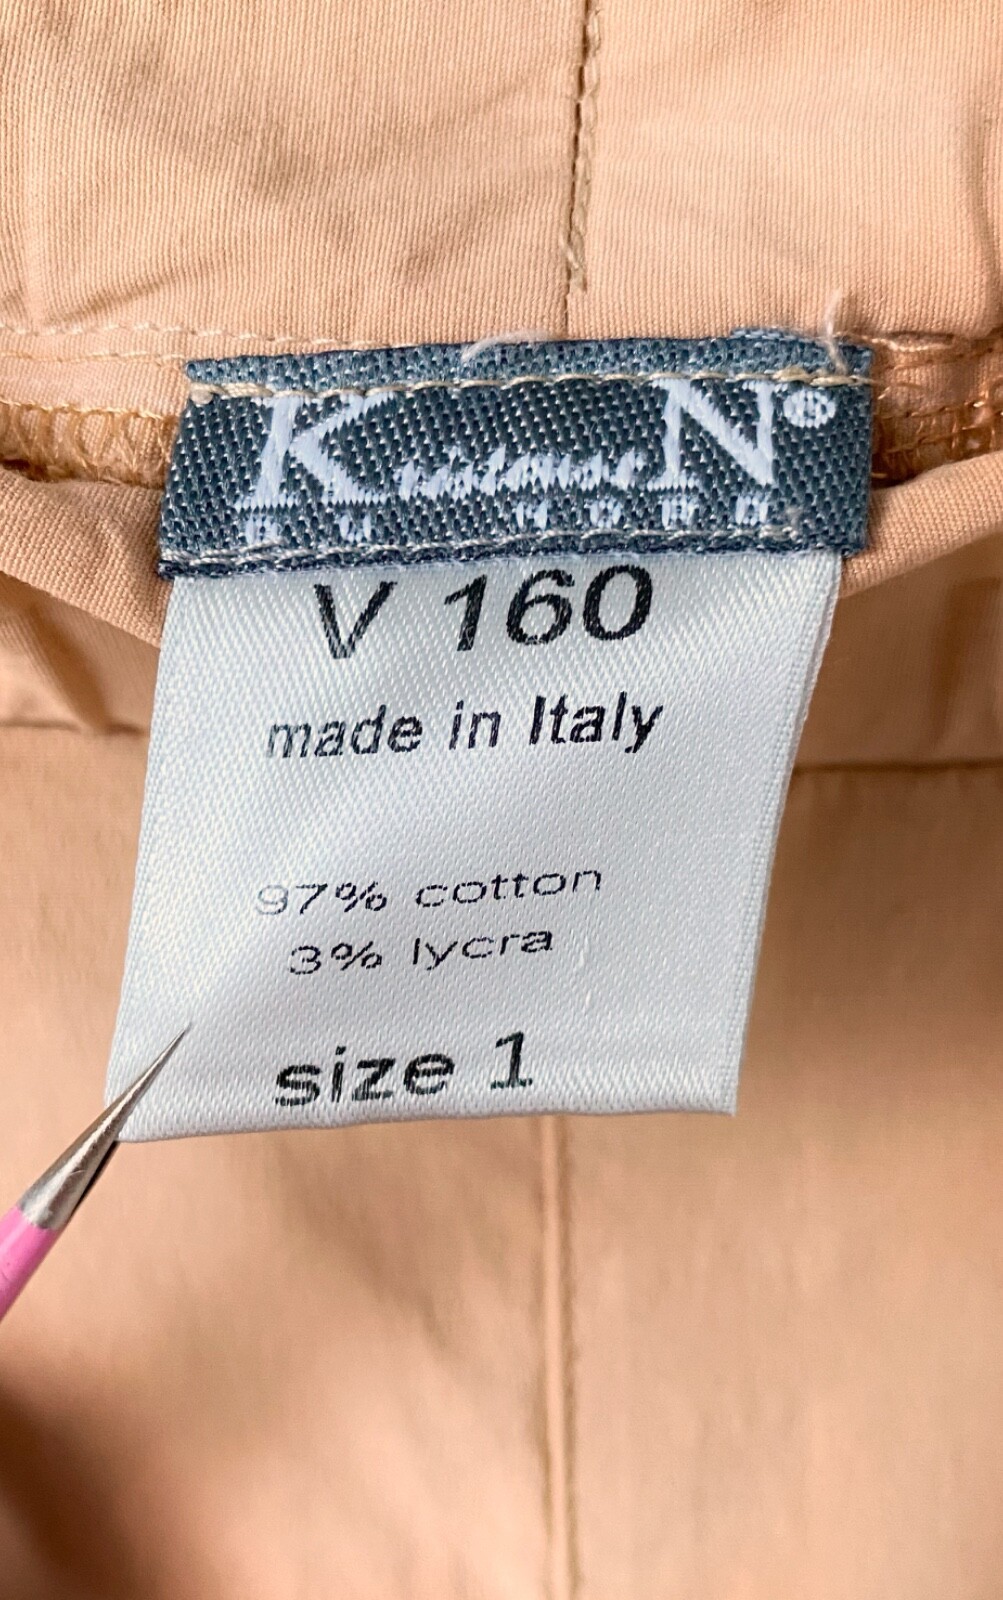 K N®
V 160
made in Italy
97% cotton
3% lycra
size 1